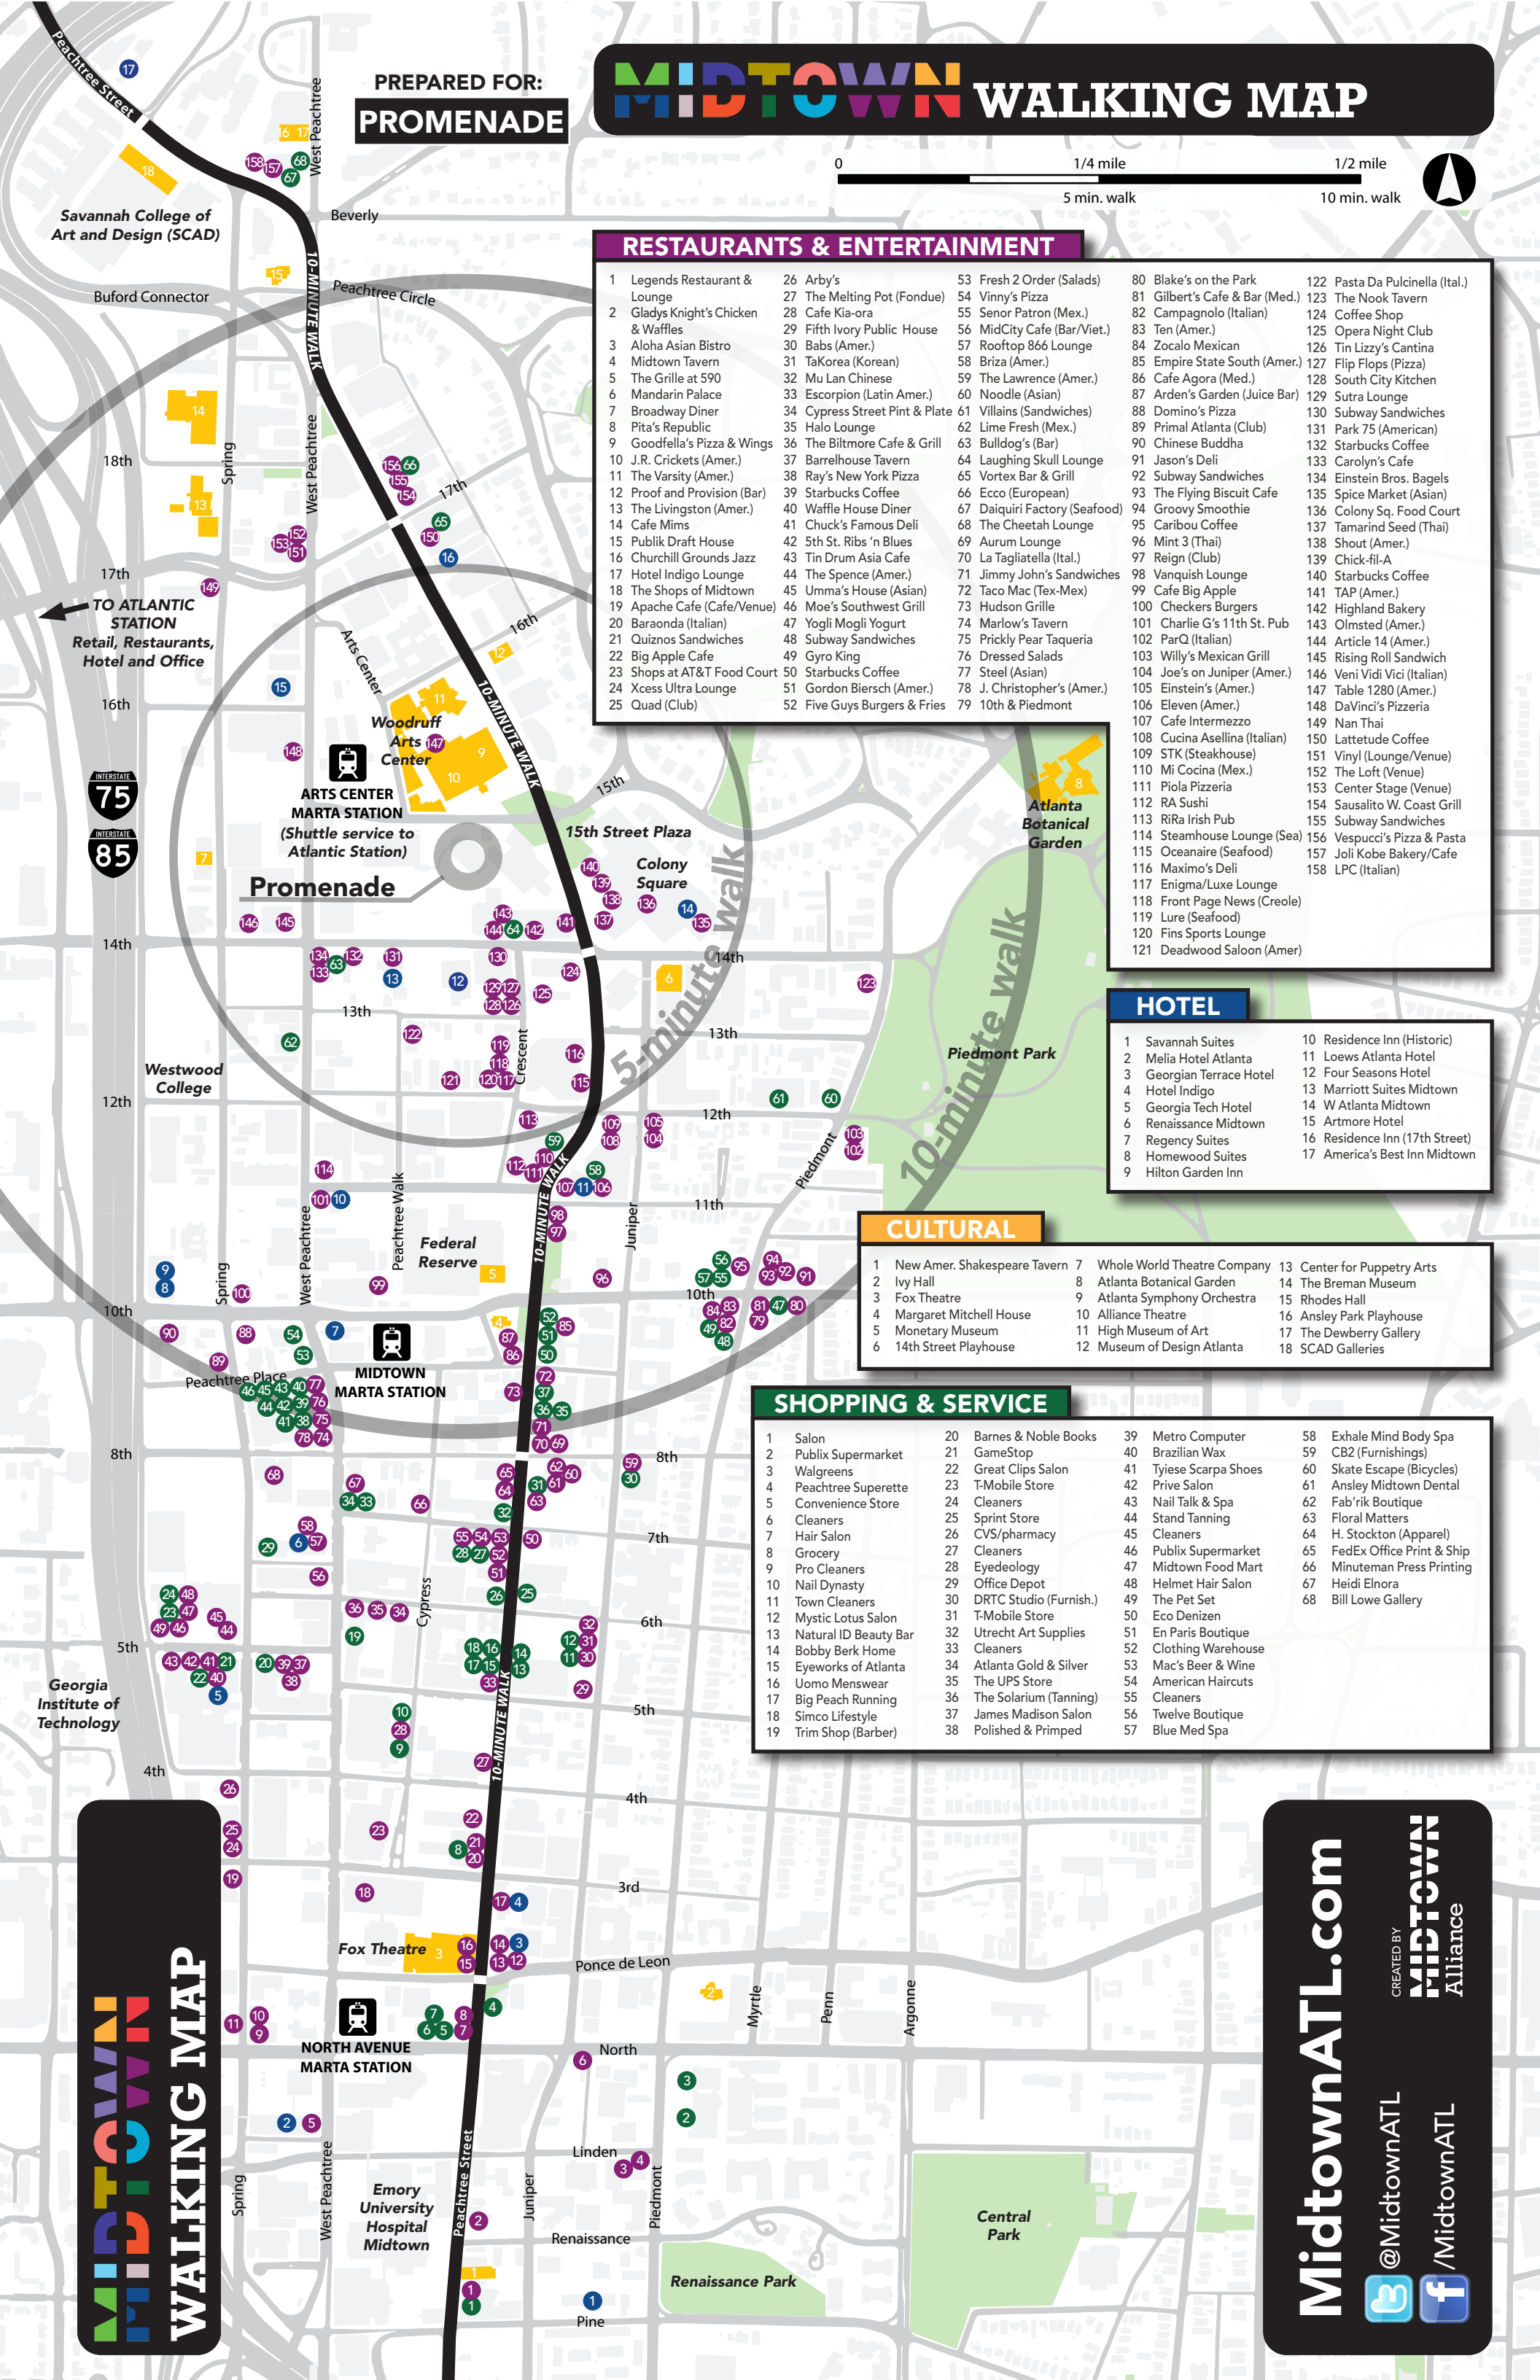 MIDTOWN WALKING MAP
PREPARED FOR:
PROMENADE
0 1/4 mile 1/2 mile
5 min. walk 10 min. walk
RESTAURANTS & ENTERTAINMENT
1 Legends Restaurant &
Lounge
2 Gladys Knight's Chicken
& Waffles
3 Aloha Asian Bistro
4 Midtown Tavern
5 The Grille at 590
6 Mandarin Palace
7 Broadway Diner
8 Pita's Republic
9 Goodfella's Pizza & Wings
10 J.R. Crickets (Amer.)
11 The Varsity (Amer.)
12 Proof and Provision (Bar)
13 The Livingston (Amer.)
14 Cafe Mims
15 Publik Draft House
16 Churchill Grounds Jazz
17 Hotel Indigo Lounge
18 The Shops of Midtown
19 Apache Cafe (Cafe/Venue)
20 Baraonda (Italian)
21 Quiznos Sandwiches
22 Big Apple Cafe
23 Shops at AT&T Food Court
24 Xcess Ultra Lounge
25 Quad (Club)
26 Arby's
27 The Melting Pot (Fondue)
28 Cafe Kia-ora
29 Fifth Ivory Public House
30 Babs (Amer.)
31 TaKorea (Korean)
32 Mu Lan Chinese
33 Escorpion (Latin Amer.)
34 Cypress Street Pint & Plate
35 Halo Lounge
36 The Biltmore Cafe & Grill
37 Barrelhouse Tavern
38 Ray's New York Pizza
39 Starbucks Coffee
40 Waffle House Diner
41 Chuck's Famous Deli
42 5th St. Ribs 'n Blues
43 Tin Drum Asia Cafe
44 The Spence (Amer.)
45 Umma's House (Asian)
46 Moe's Southwest Grill
47 Yogli Mogli Yogurt
48 Subway Sandwiches
49 Gyro King
50 Starbucks Coffee
51 Gordon Biersch (Amer.)
52 Five Guys Burgers & Fries
53 Fresh 2 Order (Salads)
54 Vinny's Pizza
55 Senor Patron (Mex.)
56 MidCity Cafe (Bar/Viet.)
57 Rooftop 866 Lounge
58 Briza (Amer.)
59 The Lawrence (Amer.)
60 Noodle (Asian)
61 Villains (Sandwiches)
62 Lime Fresh (Mex.)
63 Bulldog's (Bar)
64 Laughing Skull Lounge
65 Vortex Bar & Grill
66 Ecco (European)
67 Daiquiri Factory (Seafood)
68 The Cheetah Lounge
69 Aurum Lounge
70 La Tagliatella (Ital.)
71 Jimmy John's Sandwiches
72 Taco Mac (Tex-Mex)
73 Hudson Grille
74 Marlow's Tavern
75 Prickly Pear Taqueria
76 Dressed Salads
77 Steel (Asian)
78 J. Christopher's (Amer.)
79 10th & Piedmont
80 Blake's on the Park
81 Gilbert's Cafe & Bar (Med.)
82 Campagnolo (Italian)
83 Ten (Amer.)
84 Zocalo Mexican
85 Empire State South (Amer.)
86 Cafe Agora (Med.)
87 Arden's Garden (Juice Bar)
88 Domino's Pizza
89 Primal Atlanta (Club)
90 Chinese Buddha
91 Jason's Deli
92 Subway Sandwiches
93 The Flying Biscuit Cafe
94 Groovy Smoothie
95 Caribou Coffee
96 Mint 3 (Thai)
97 Reign (Club)
98 Vanquish Lounge
99 Cafe Big Apple
100 Checkers Burgers
101 Charlie G's 11th St. Pub
102 ParQ (Italian)
103 Willy's Mexican Grill
104 Joe's on Juniper (Amer.)
105 Einstein's (Amer.)
106 Eleven (Amer.)
107 Cafe Intermezzo
108 Cucina Asellina (Italian)
109 STK (Steakhouse)
110 Mi Cocina (Mex.)
111 Piola Pizzeria
112 RA Sushi
113 RiRa Irish Pub
114 Steamhouse Lounge (Sea)
115 Oceanaire (Seafood)
116 Maximo's Deli
117 Enigma/Luxe Lounge
118 Front Page News (Creole)
119 Lure (Seafood)
120 Fins Sports Lounge
121 Deadwood Saloon (Amer)
122 Pasta Da Pulcinella (Ital.)
123 The Nook Tavern
124 Coffee Shop
125 Opera Night Club
126 Tin Lizzy's Cantina
127 Flip Flops (Pizza)
128 South City Kitchen
129 Sutra Lounge
130 Subway Sandwiches
131 Park 75 (American)
132 Starbucks Coffee
133 Carolyn's Cafe
134 Einstein Bros. Bagels
135 Spice Market (Asian)
136 Colony Sq. Food Court
137 Tamarind Seed (Thai)
138 Shout (Amer.)
139 Chick-fil-A
140 Starbucks Coffee
141 TAP (Amer.)
142 Highland Bakery
143 Olmsted (Amer.)
144 Article 14 (Amer.)
145 Rising Roll Sandwich
146 Veni Vidi Vici (Italian)
147 Table 1280 (Amer.)
148 DaVinci's Pizzeria
149 Nan Thai
150 Lattetude Coffee
151 Vinyl (Lounge/Venue)
152 The Loft (Venue)
153 Center Stage (Venue)
154 Sausalito W. Coast Grill
155 Subway Sandwiches
156 Vespucci's Pizza & Pasta
157 Joli Kobe Bakery/Cafe
158 LPC (Italian)
HOTEL
1 Savannah Suites
2 Melia Hotel Atlanta
3 Georgian Terrace Hotel
4 Hotel Indigo
5 Georgia Tech Hotel
6 Renaissance Midtown
7 Regency Suites
8 Homewood Suites
9 Hilton Garden Inn
10 Residence Inn (Historic)
11 Loews Atlanta Hotel
12 Four Seasons Hotel
13 Marriott Suites Midtown
14 W Atlanta Midtown
15 Artmore Hotel
16 Residence Inn (17th Street)
17 America's Best Inn Midtown
CULTURAL
1 New Amer. Shakespeare Tavern
2 Ivy Hall
3 Fox Theatre
4 Margaret Mitchell House
5 Monetary Museum
6 14th Street Playhouse
7 Whole World Theatre Company
8 Atlanta Botanical Garden
9 Atlanta Symphony Orchestra
10 Alliance Theatre
11 High Museum of Art
12 Museum of Design Atlanta
13 Center for Puppetry Arts
14 The Breman Museum
15 Rhodes Hall
16 Ansley Park Playhouse
17 The Dewberry Gallery
18 SCAD Galleries
SHOPPING & SERVICE
1 Salon
2 Publix Supermarket
3 Walgreens
4 Peachtree Superette
5 Convenience Store
6 Cleaners
7 Hair Salon
8 Grocery
9 Pro Cleaners
10 Nail Dynasty
11 Town Cleaners
12 Mystic Lotus Salon
13 Natural ID Beauty Bar
14 Bobby Berk Home
15 Eyeworks of Atlanta
16 Uomo Menswear
17 Big Peach Running
18 Simco Lifestyle
19 Trim Shop (Barber)
20 Barnes & Noble Books
21 GameStop
22 Great Clips Salon
23 T-Mobile Store
24 Cleaners
25 Sprint Store
26 CVS/pharmacy
27 Cleaners
28 Eyedeology
29 Office Depot
30 DRTC Studio (Furnish.)
31 T-Mobile Store
32 Utrecht Art Supplies
33 Cleaners
34 Atlanta Gold & Silver
35 The UPS Store
36 The Solarium (Tanning)
37 James Madison Salon
38 Polished & Primped
39 Metro Computer
40 Brazilian Wax
41 Tyiese Scarpa Shoes
42 Prive Salon
43 Nail Talk & Spa
44 Stand Tanning
45 Cleaners
46 Publix Supermarket
47 Midtown Food Mart
48 Helmet Hair Salon
49 The Pet Set
50 Eco Denizen
51 En Paris Boutique
52 Clothing Warehouse
53 Mac's Beer & Wine
54 American Haircuts
55 Cleaners
56 Twelve Boutique
57 Blue Med Spa
58 Exhale Mind Body Spa
59 CB2 (Furnishings)
60 Skate Escape (Bicycles)
61 Ansley Midtown Dental
62 Fab'rik Boutique
63 Floral Matters
64 H. Stockton (Apparel)
65 FedEx Office Print & Ship
66 Minuteman Press Printing
67 Heidi Elnora
68 Bill Lowe Gallery
Peachtree Street
West Peachtree
Savannah College of
Art and Design (SCAD)
Beverly
10-MINUTE WALK
Buford Connector
Peachtree Circle
18th
Spring
West Peachtree
17th
17th
TO ATLANTIC
STATION
Retail, Restaurants,
Hotel and Office
16th
16th
Arts Center
10-MINUTE WALK
Woodruff
Arts
Center
INTERSTATE
75
INTERSTATE
85
ARTS CENTER
MARTA STATION
(Shuttle service to
Atlantic Station)
15th
15th Street Plaza
Colony
Square
Atlanta
Botanical
Garden
Promenade
14th
14th
13th
13th
5-minute walk
10-minute walk
Piedmont Park
Crescent
Westwood
College
12th
12th
Piedmont
11th
Juniper
Peachtree Walk
West Peachtree
Spring
Federal
Reserve
10-MINUTE WALK
10th
10th
MIDTOWN
MARTA STATION
Peachtree Place
8th
8th
7th
Cypress
6th
5th
5th
Georgia
Institute of
Technology
10-MINUTE WALK
4th
4th
3rd
Fox Theatre
Ponce de Leon
Myrtle
Penn
Argonne
NORTH AVENUE
MARTA STATION
North
Linden
Spring
West Peachtree
Emory
University
Hospital
Midtown
Peachtree Street
Juniper
Piedmont
Renaissance
Renaissance Park
Central
Park
Pine
MIDTOWN
WALKING MAP
MidtownATL.com
@MidtownATL
/MidtownATL
CREATED BY
MIDTOWN
Alliance